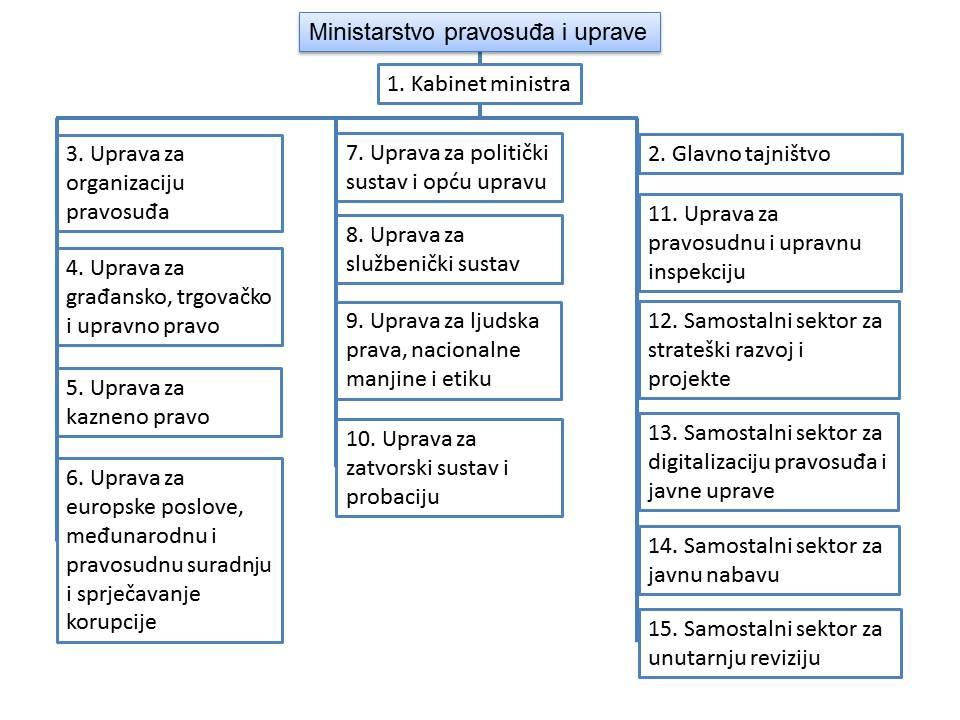 Ministarstvo pravosuđa i uprave
1. Kabinet ministra
3. Uprava za
organizaciju
pravosuđa
4. Uprava za
građansko, trgovačko
i upravno pravo
5. Uprava za
kazneno pravo
6. Uprava za
europske poslove,
međunarodnu i
pravosudnu suradnju
i sprječavanje
korupcije
7. Uprava za politički
sustav i opću upravu
8. Uprava za
službenički sustav
9. Uprava za ljudska
prava, nacionalne
manjine i etiku
10. Uprava za
zatvorski sustav i
probaciju
2. Glavno tajništvo
11. Uprava za
pravosudnu i upravnu
inspekciju
12. Samostalni sektor za
strateški razvoj i
projekte
13. Samostalni sektor za
digitalizaciju pravosuđa i
javne uprave
14. Samostalni sektor za
javnu nabavu
15. Samostalni sektor za
unutarnju reviziju